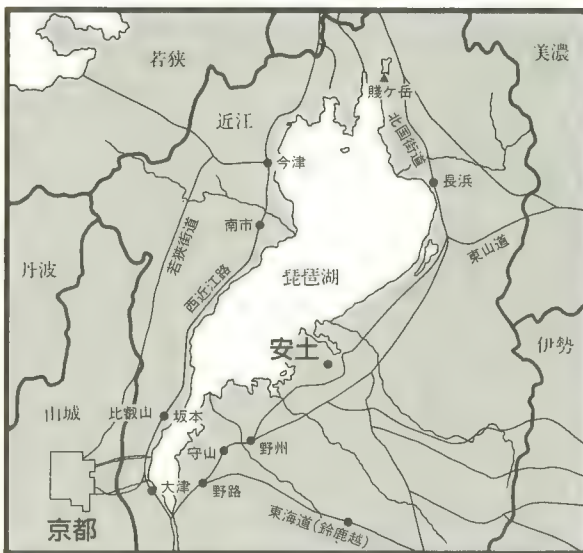 若狭
美濃
賤ケ岳
近江
北国街道
今津
長浜
南市
若狭街道
西近江路
東山道
丹波
琵琶湖
伊勢
安土
山城
比叡山
坂本
守山
野州
大津
野路
東海道(鈴鹿越)
京都